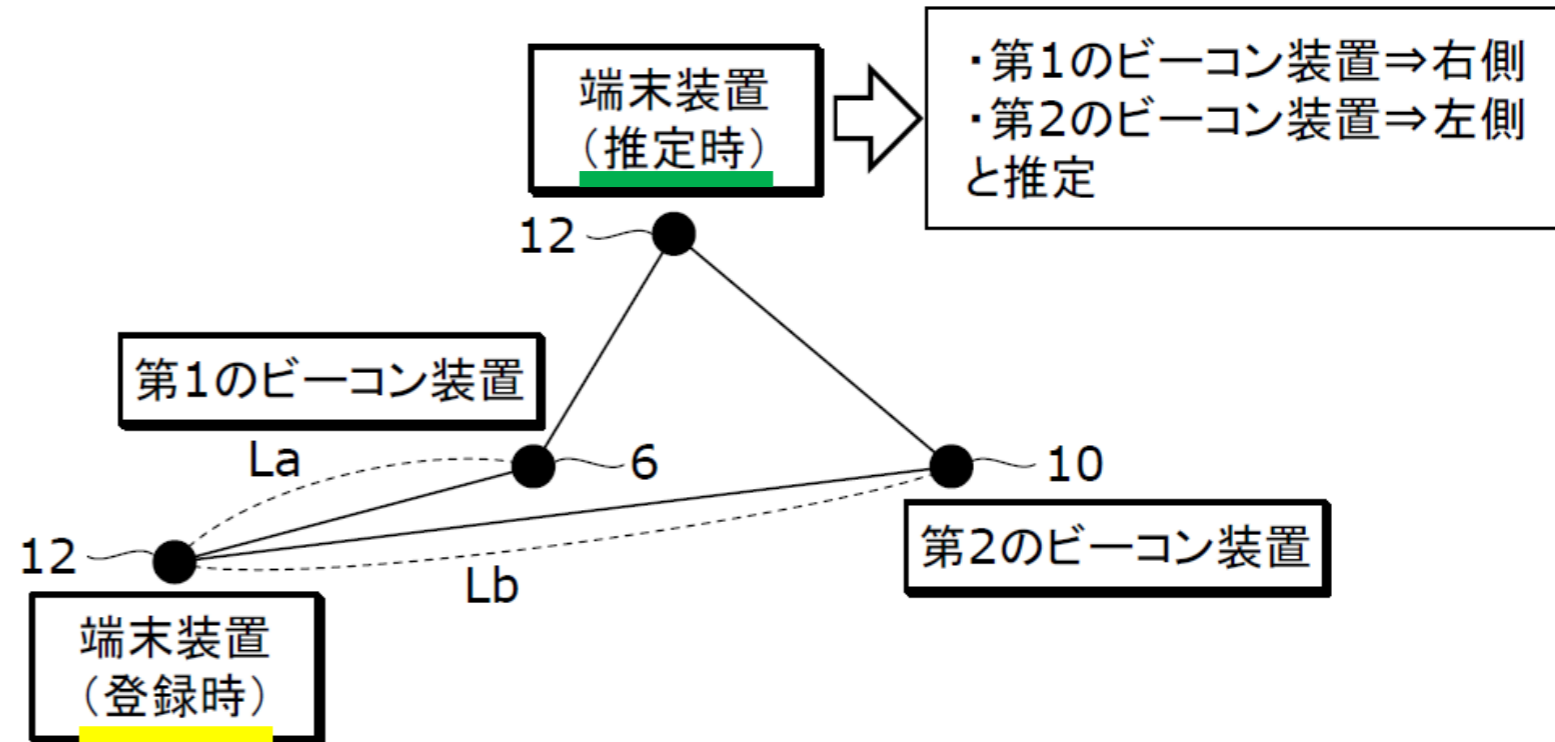 端末装置
（推定時）
・第1のビーコン装置⇒右側
・第2のビーコン装置⇒左側
と推定
12
第1のビーコン装置
La
6
10
12
Lb
第2のビーコン装置
端末装置
（登録時）